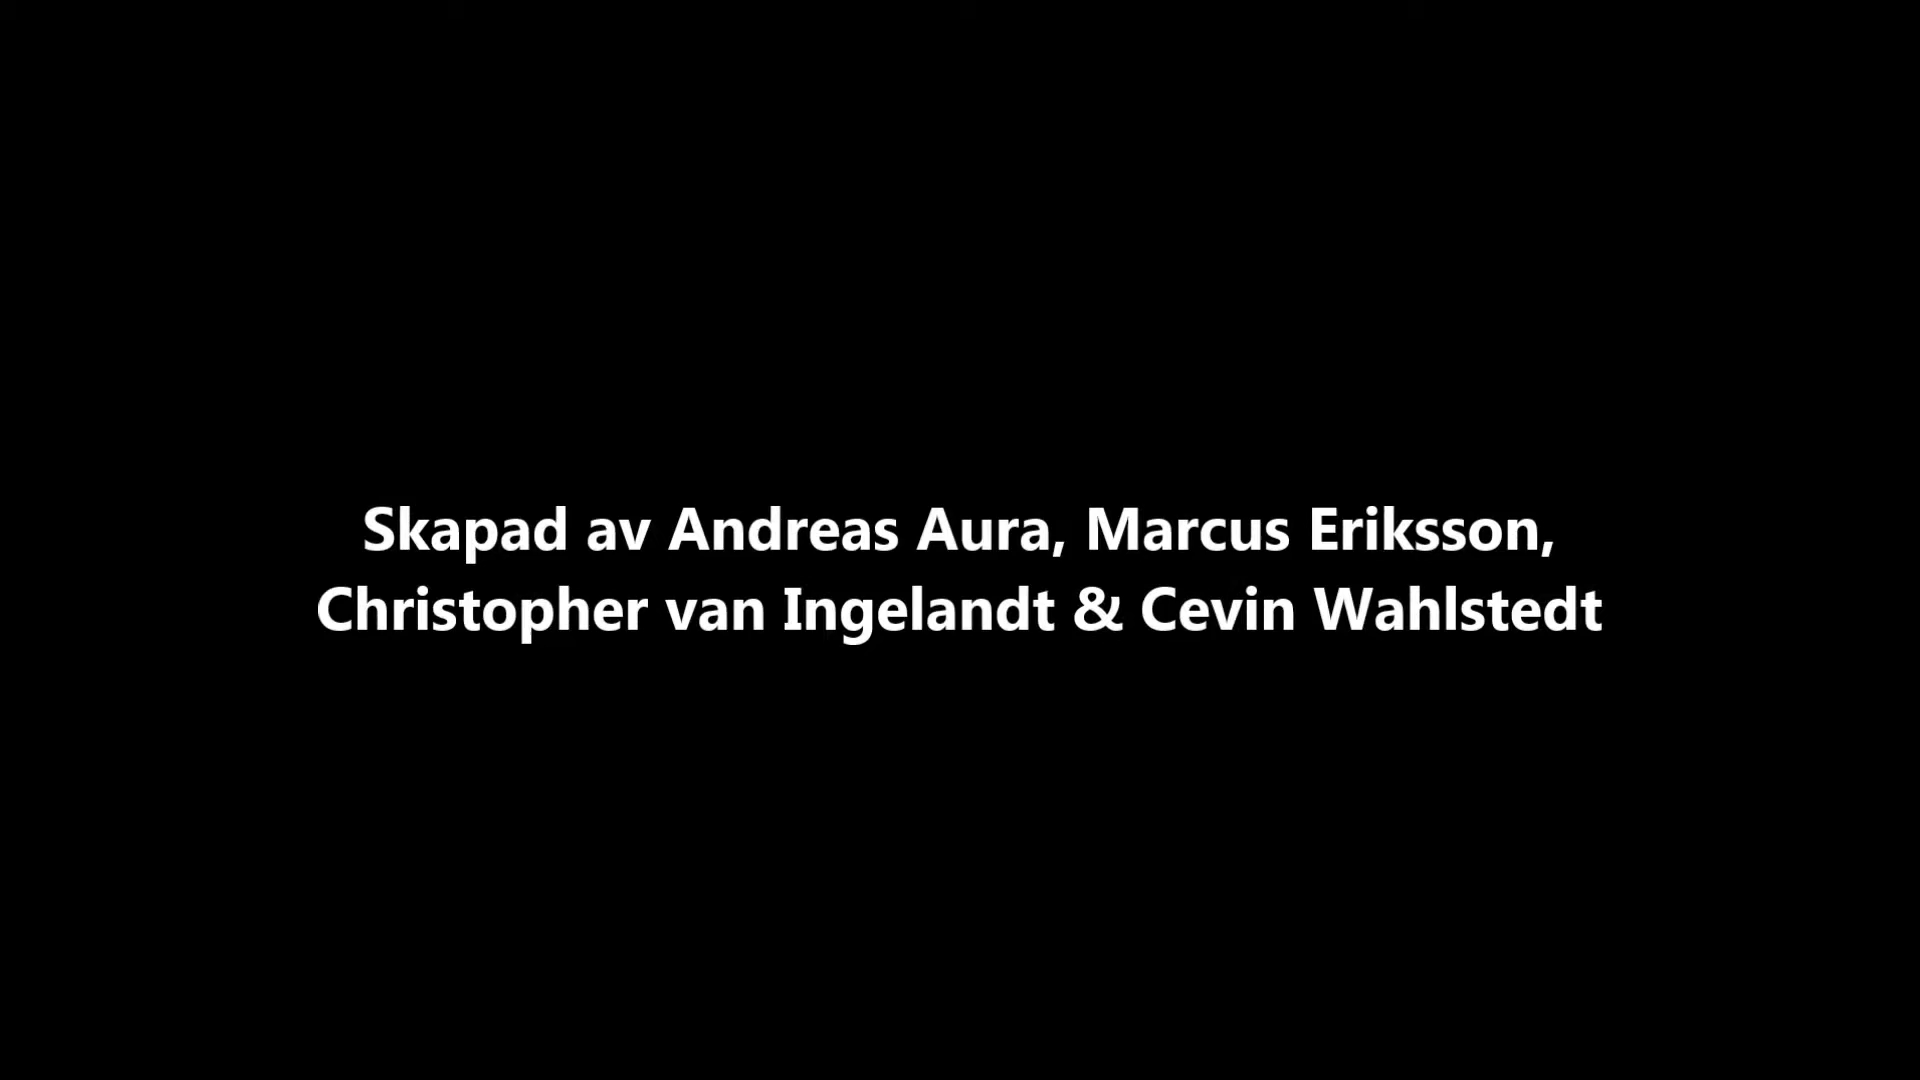 Skapad av Andreas Aura, Marcus Eriksson,
Christopher van Ingelandt & Cevin Wahlstedt